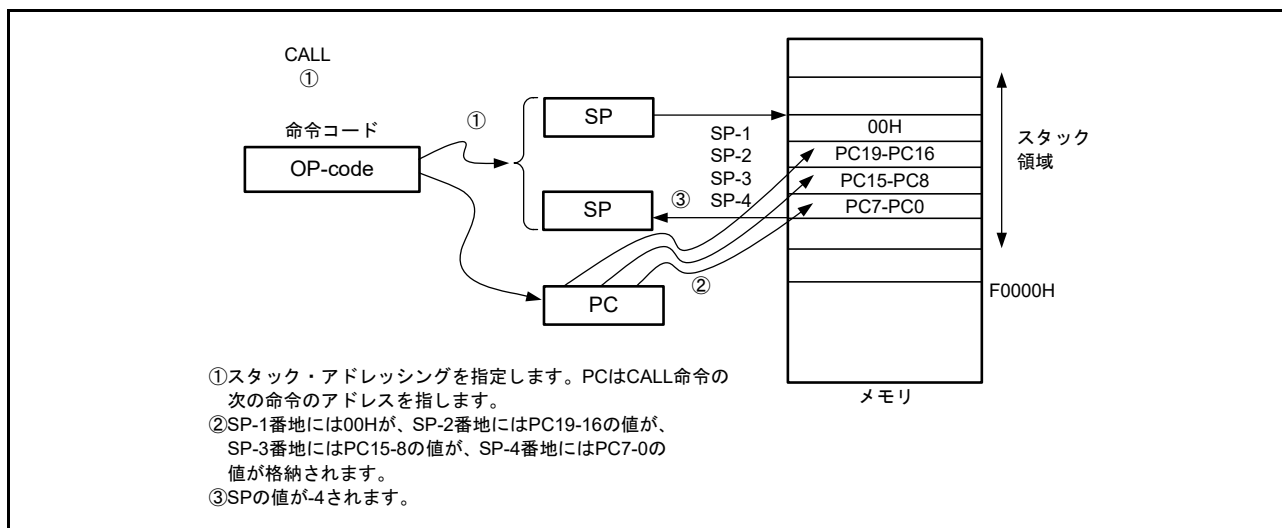 CALL
①
命令コード
OP-code
①
SP
SP
③
PC
②
SP-1
SP-2
SP-3
SP-4
00H
PC19-PC16
PC15-PC8
PC7-PC0
スタック
領域
F0000H
メモリ
①スタック・アドレッシングを指定します。PCはCALL命令の
次の命令のアドレスを指します。
②SP-1番地には00Hが、SP-2番地にはPC19-16の値が、
SP-3番地にはPC15-8の値が、SP-4番地にはPC7-0の
値が格納されます。
③SPの値が-4されます。